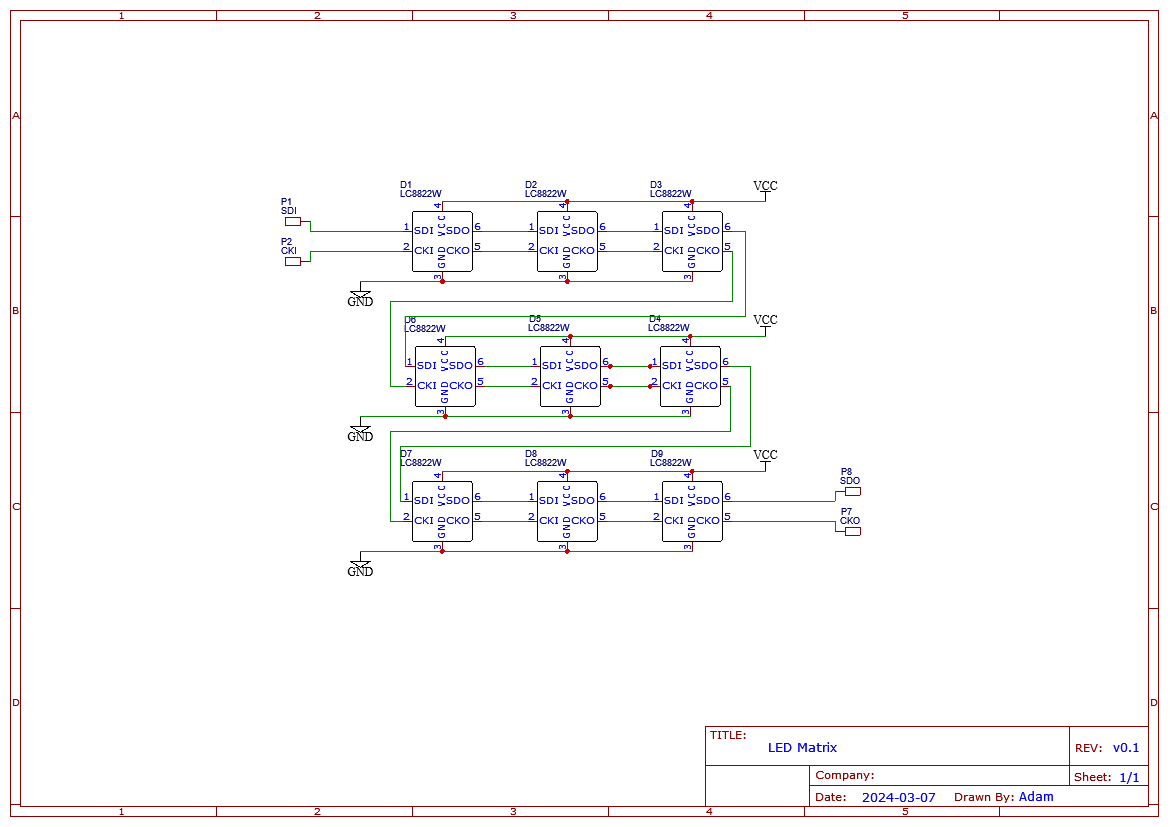 1 2 3 4 5
A A
VCC
D1 D2 D3
LC8822W LC8822W LC8822W
P1
SDI
4 4 4
1 SDI VCC SDO 6 1 SDI VCC SDO 6 1 SDI VCC SDO 6
P2
CKI
2 CKI GND CKO 5 2 CKI GND CKO 5 2 CKI GND CKO 5
3 3 3
GND
B B
VCC
D6 D5 D4
LC8822W LC8822W LC8822W
4 4 4
1 SDI VCC SDO 6 1 SDI VCC SDO 6 1 SDI VCC SDO 6
2 CKI GND CKO 5 2 CKI GND CKO 5 2 CKI GND CKO 5
3 3 3
GND
VCC
D7 D8 D9
LC8822W LC8822W LC8822W
4 4 4
P8
SDO
1 SDI VCC SDO 6 1 SDI VCC SDO 6 1 SDI VCC SDO 6
C C
P7
CKO
2 CKI GND CKO 5 2 CKI GND CKO 5 2 CKI GND CKO 5
3 3 3
GND
D D
TITLE:
LED Matrix
REV: v0.1
Company:
Sheet: 1/1
Date: 2024-03-07 Drawn By: Adam
1 2 3 4 5